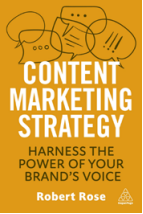 CONTENT
MARKETING
STRATEGY
HARNESS THE
POWER OF YOUR
BRAND'S VOICE
Robert Rose